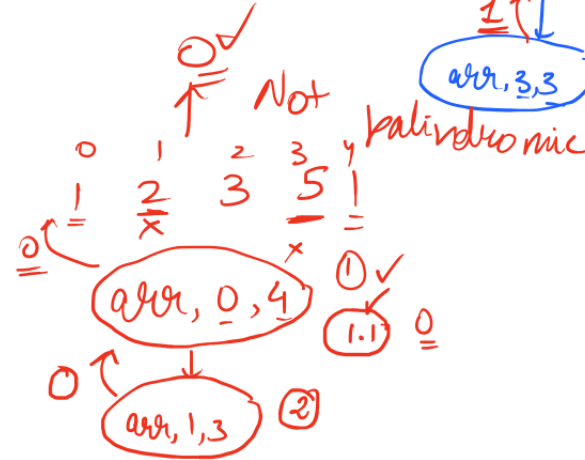 1
arr, 3,3
0 ✓
Not
palindromic
0 1 2 3 4
1 2 3 5 1
x x
0
arr, 0, 4
1 ✓
1.1 0
0
arr, 1, 3
2